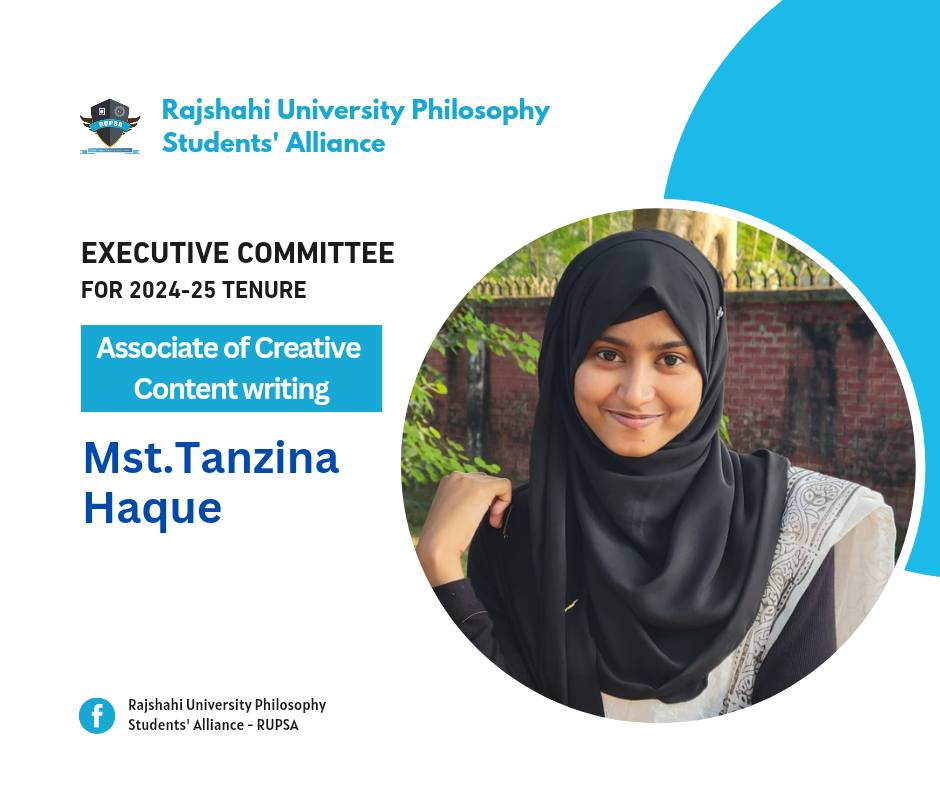 RUPSA
Rajshahi University Philosophy
Students' Alliance
EXECUTIVE COMMITTEE
FOR 2024-25 TENURE
Associate of Creative
Content writing
Mst.Tanzina
Haque
Rajshahi University Philosophy
Students' Alliance - RUPSA